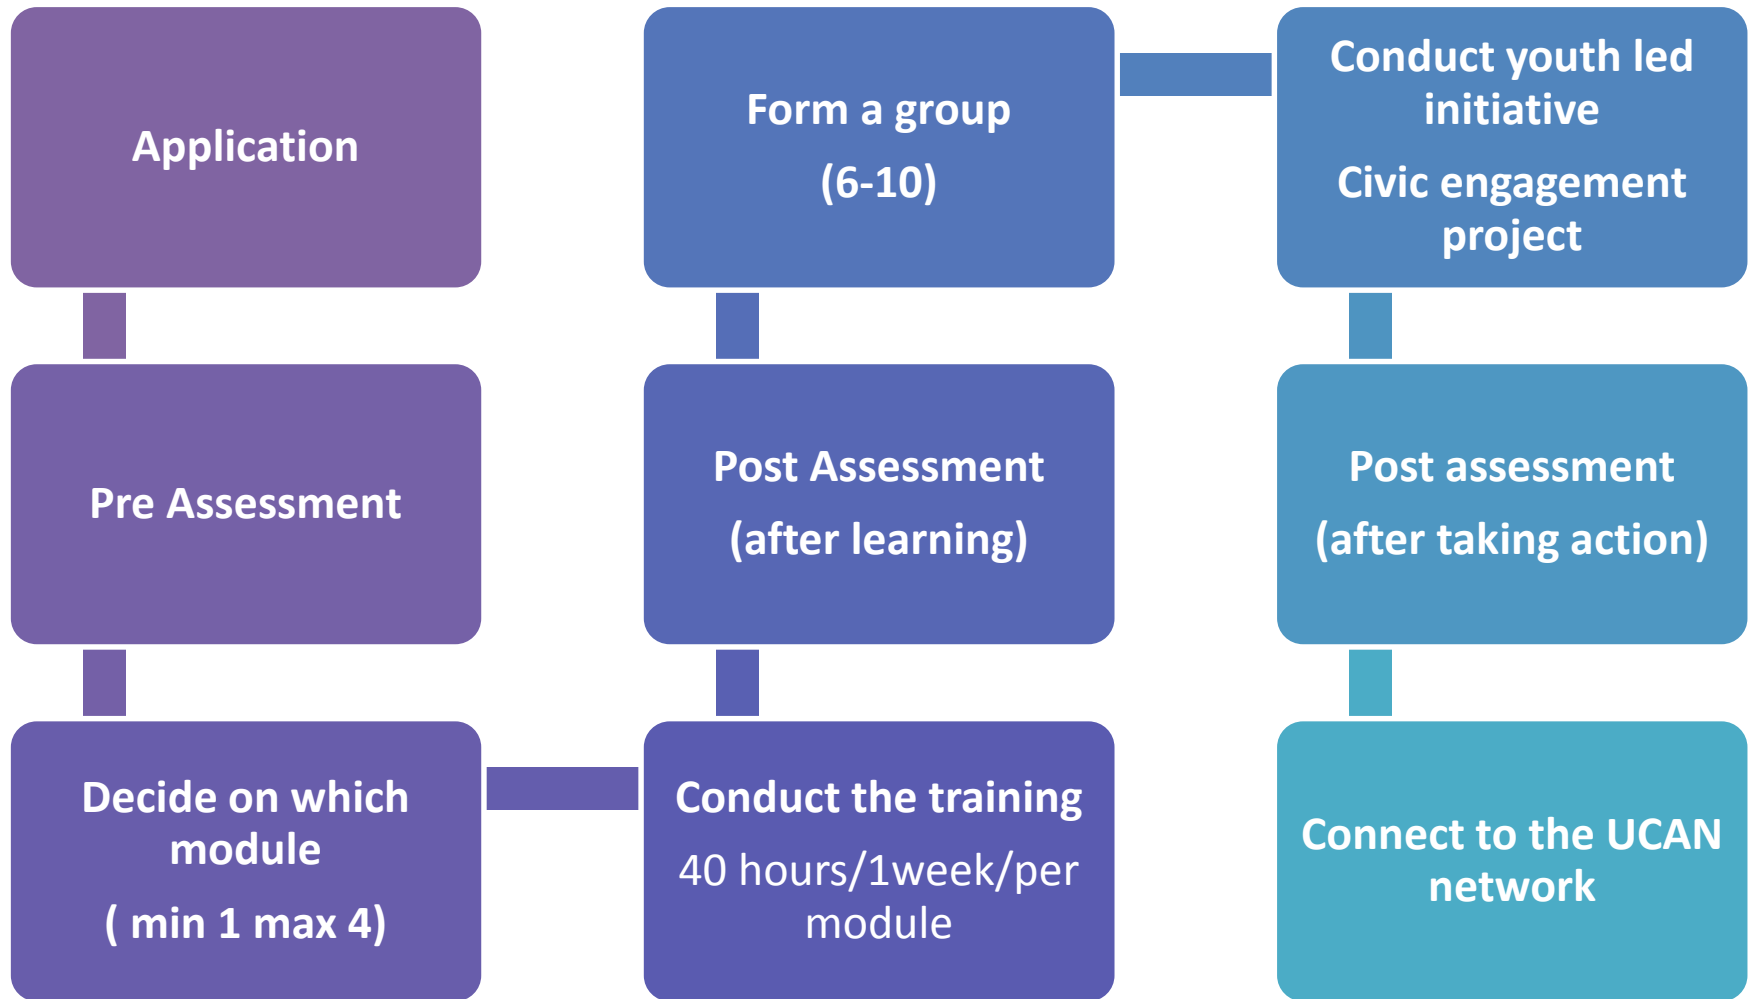 Application
Pre Assessment
Decide on which
module
( min 1 max 4)
Conduct the training
40 hours/1week/per
module
Post Assessment
(after learning)
Form a group
(6-10)
Conduct youth led
initiative
Civic engagement
project
Post assessment
(after taking action)
Connect to the UCAN
network